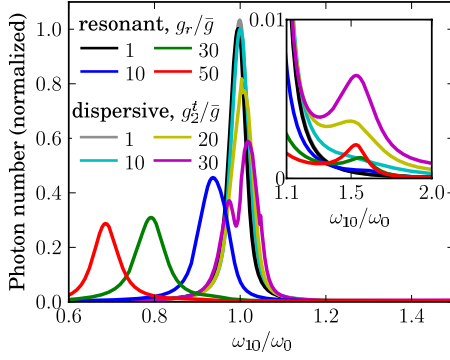 Photon number (normalized)
1.0
0.8
0.6
0.4
0.2
0.0
resonant, g_r/ḡ
1 30
10 50
dispersive, g_2^t/ḡ
1 20
10 30
0.01
0
1.1 1.5 2.0
ω_10/ω_0
0.6 0.8 1.0 1.2 1.4
ω_10/ω_0